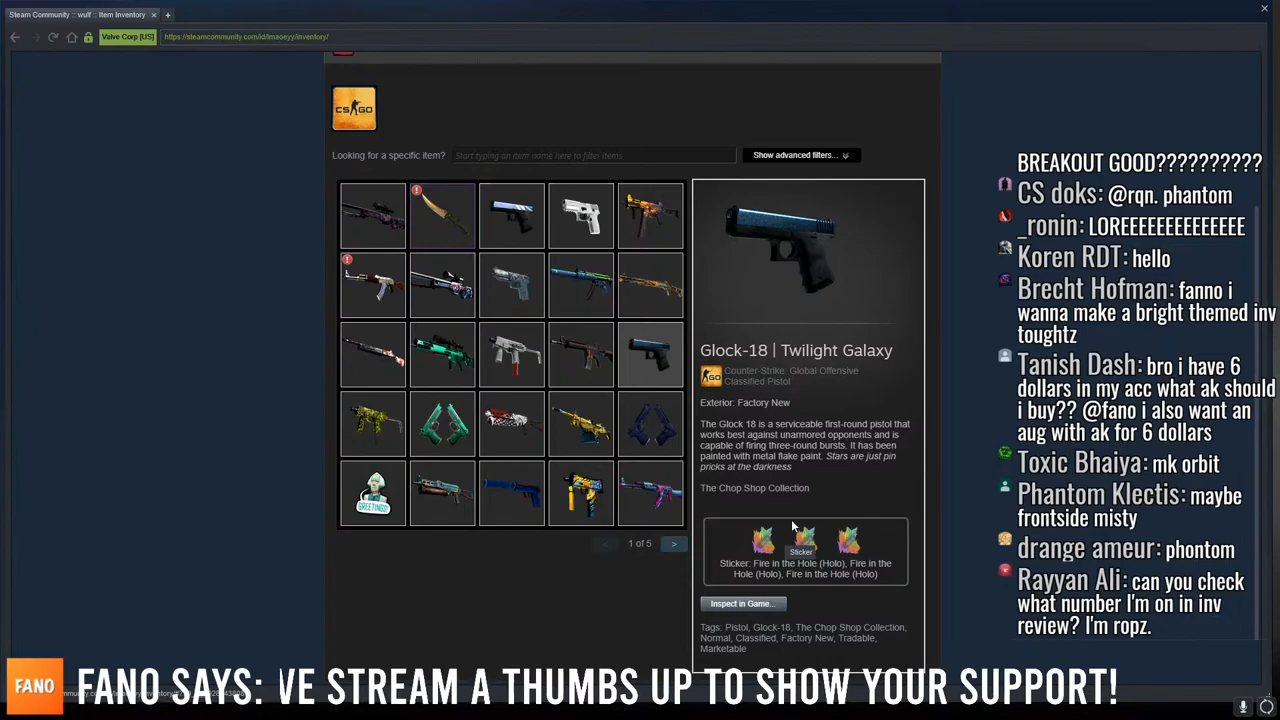 Steam Community :: wulf :: Item Inventory
Valve Corp [US]
https://steamcommunity.com/id/lmaoeyy/inventory/
CS GO
Looking for a specific item?
Start typing an item name here to filter items
Show advanced filters...
GREETINGS!
< 1 of 5 >
Glock-18 | Twilight Galaxy
Counter-Strike: Global Offensive
Classified Pistol
Exterior: Factory New
The Glock 18 is a serviceable first-round pistol that
works best against unarmored opponents and is
capable of firing three-round bursts. It has been
painted with metal flake paint. Stars are just pin
pricks at the darkness
The Chop Shop Collection
Sticker
Sticker: Fire in the Hole (Holo), Fire in the
Hole (Holo), Fire in the Hole (Holo)
Inspect in Game...
Tags: Pistol, Glock-18, The Chop Shop Collection,
Normal, Classified, Factory New, Tradable,
Marketable
BREAKOUT GOOD??????????
CS doks: @rqn. phantom
_ronin: LOREEEEEEEEEEEEE
Koren RDT: hello
Brecht Hofman: fanno i
wanna make a bright themed inv
toughtz
Tanish Dash: bro i have 6
dollars in my acc what ak should
i buy?? @fano i also want an
aug with ak for 6 dollars
Toxic Bhaiya: mk orbit
Phantom Klectis: maybe
frontside misty
drange ameur: phontom
Rayyan Ali: can you check
what number I'm on in inv
review? I'm ropz.
FANO
FANO SAYS: VE STREAM A THUMBS UP TO SHOW YOUR SUPPORT!